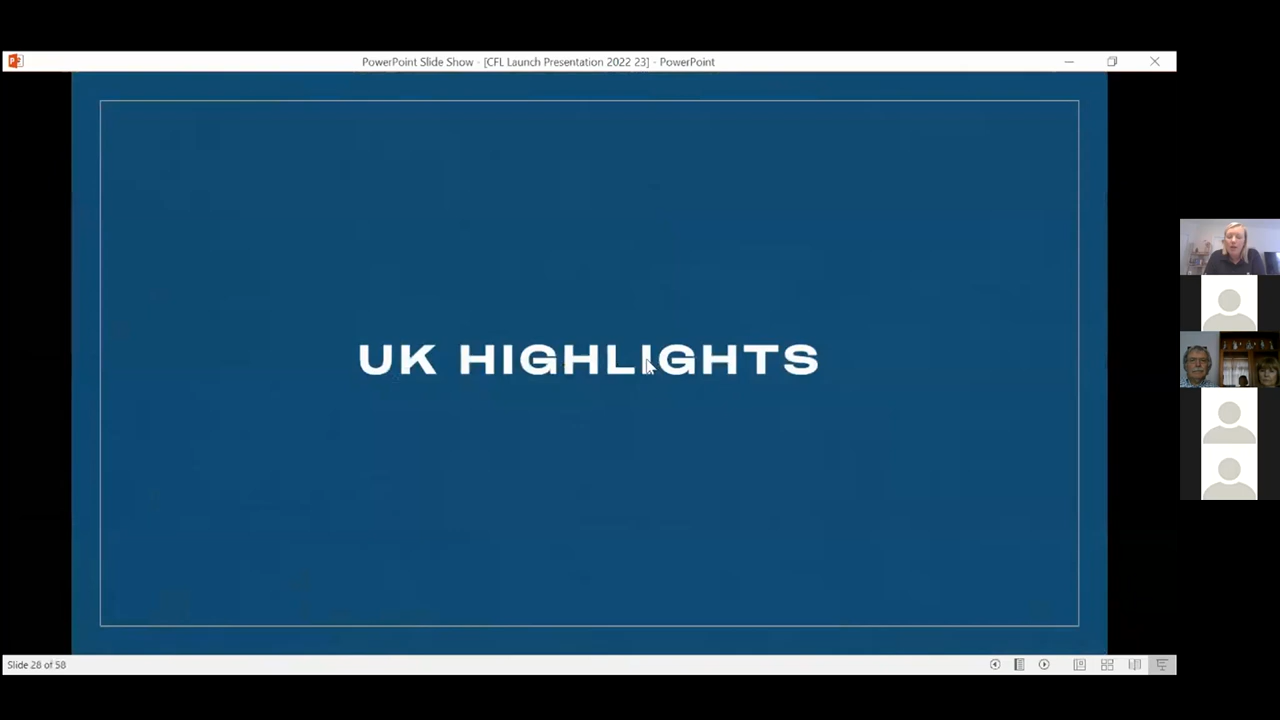 PowerPoint Slide Show - [CFL Launch Presentation 2022 23] - PowerPoint
UK HIGHLIGHTS
Slide 28 of 58